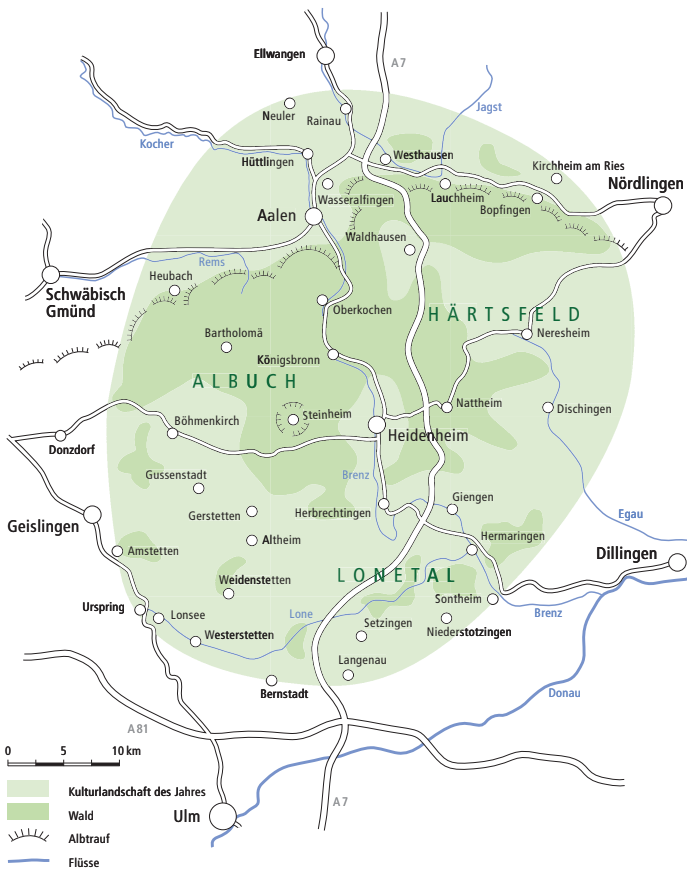 Ellwangen
A7
Neuler
Rainau
Jagst
Kocher
Hüttlingen
Westhausen
Kirchheim am Ries
Nördlingen
Wasseralfingen
Lauchheim
Bopfingen
Aalen
Waldhausen
Rems
Heubach
Schwäbisch
Gmünd
Oberkochen
HÄRTSFELD
Bartholomä
Neresheim
Königsbronn
ALBUCH
Steinheim
Nattheim
Dischingen
Böhmenkirch
Heidenheim
Donzdorf
Gussenstadt
Brenz
Giengen
Geislingen
Gerstetten
Herbrechtingen
Egau
Altheim
Hermaringen
Amstetten
Dillingen
Weidenstetten
LONETAL
Urspring
Lonsee
Lone
Sontheim
Brenz
Setzingen
Niederstotzingen
Westerstetten
Langenau
Bernstadt
Donau
A81
0 5 10 km
Kulturlandschaft des Jahres
Wald
Ulm
A7
Albtrauf
Flüsse